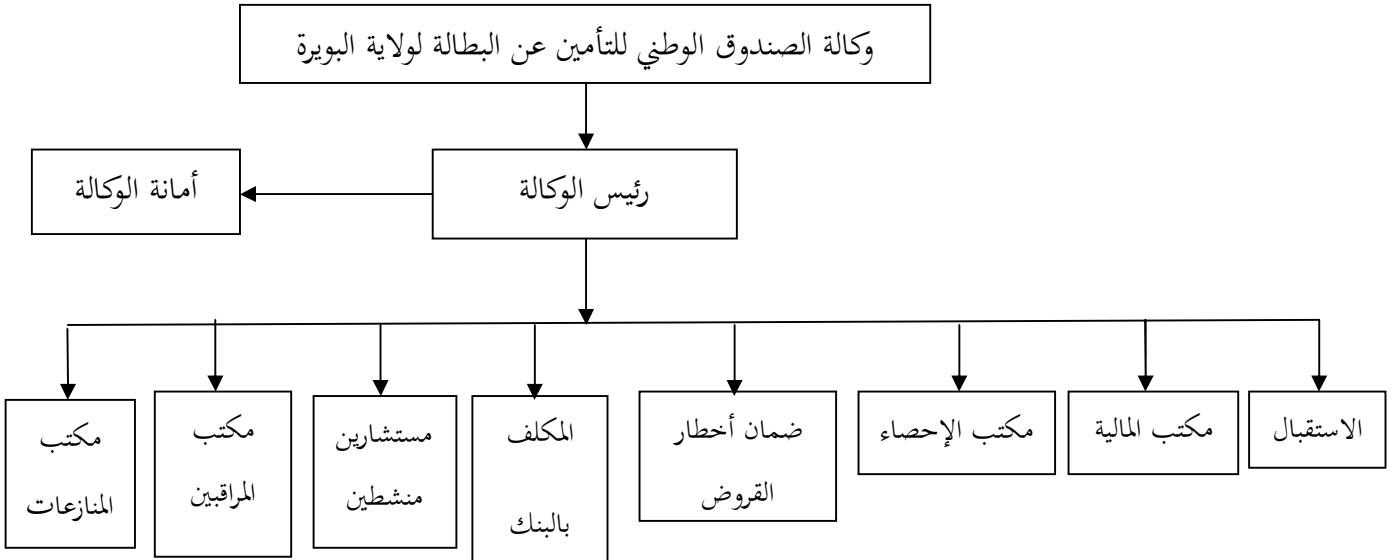 وكالة الصندوق الوطني للتأمين عن البطالة لولاية البويرة
رئيس الوكالة
أمانة الوكالة
الاستقبال
مكتب المالية
مكتب الإحصاء
ضمان أخطار
القروض
المكلف
بالبنك
مستشارين
منشطين
مكتب
المراقبين
مكتب
المنازعات